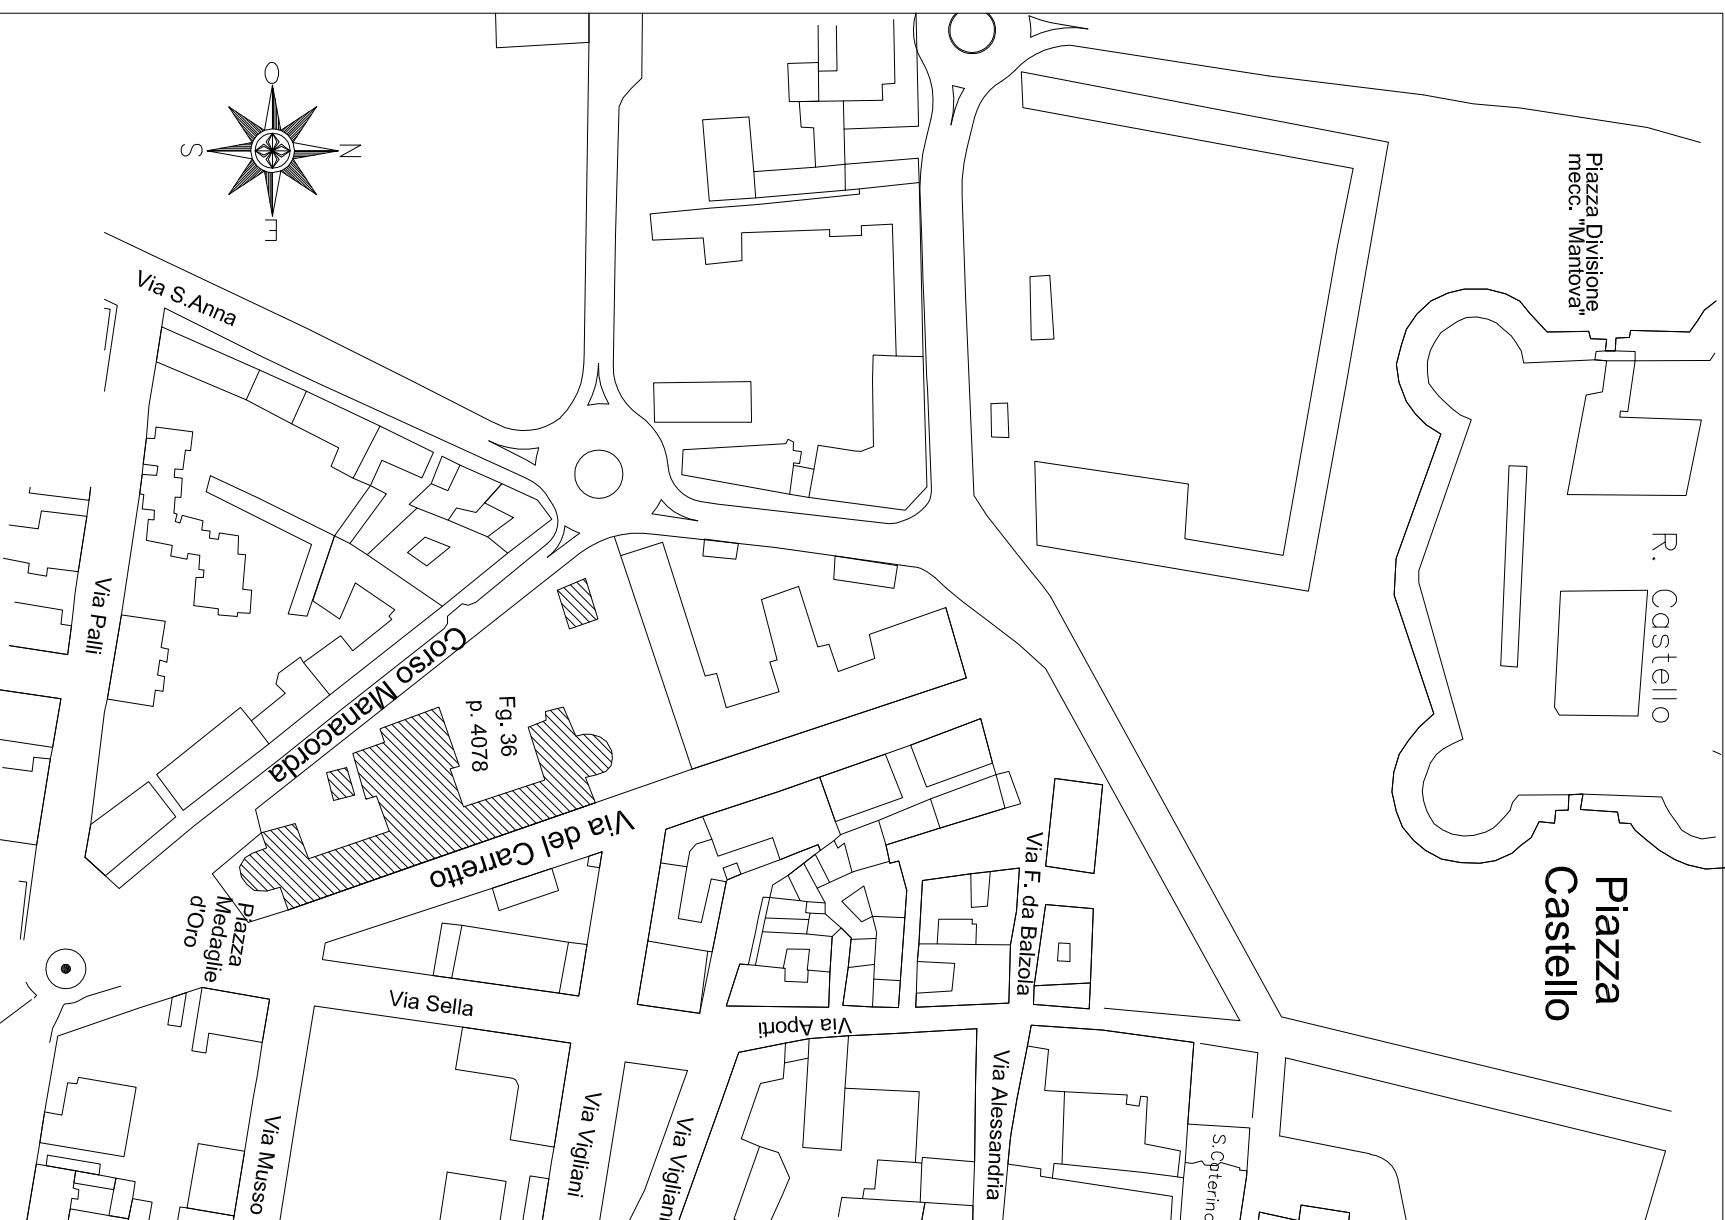 O
N
S
E
Piazza Divisione
mecc. "Mantova"
Via S.Anna
R. Castello
Via Palli
Corso Manacorda
Fg. 36
p. 4078
Via del Carretto
Via F. da Balzola
Piazza
Castello
Piazza
Medaglie
d'Oro
Via Sella
Via Aporti
Via Alessandria
Via Vigliani
Via Vigliani
Via Musso